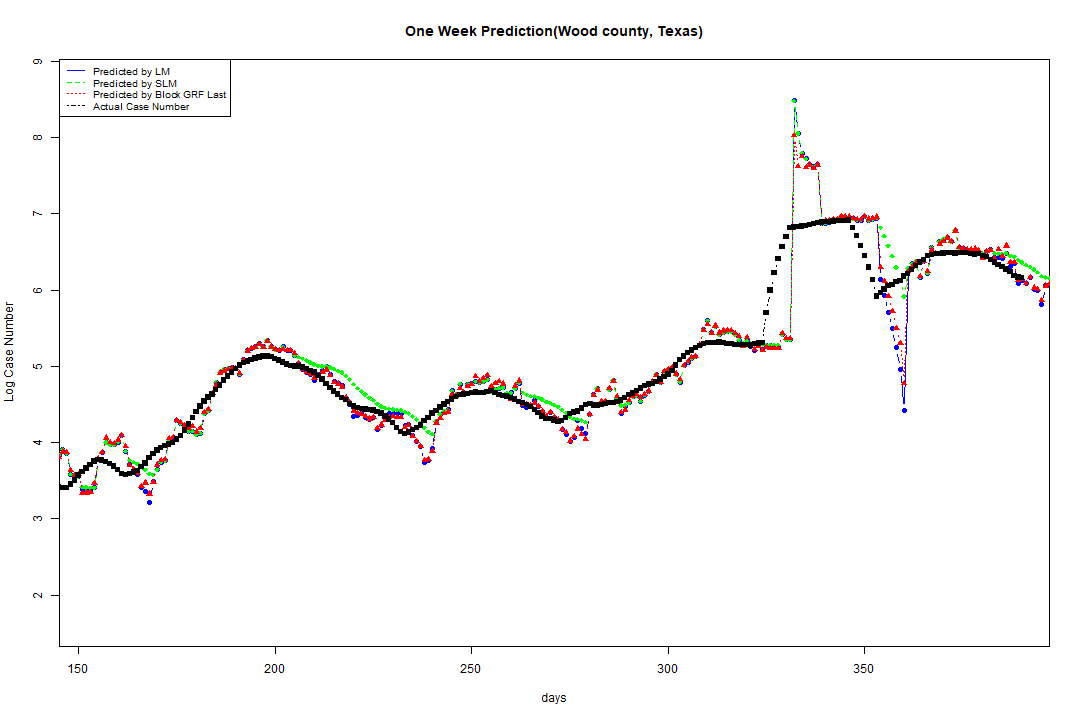 One Week Prediction(Wood county, Texas)
Predicted by LM
Predicted by SLM
Predicted by Block GRF Last
Actual Case Number
Log Case Number
9
8
7
6
5
4
3
2
150 200 250 300 350
days